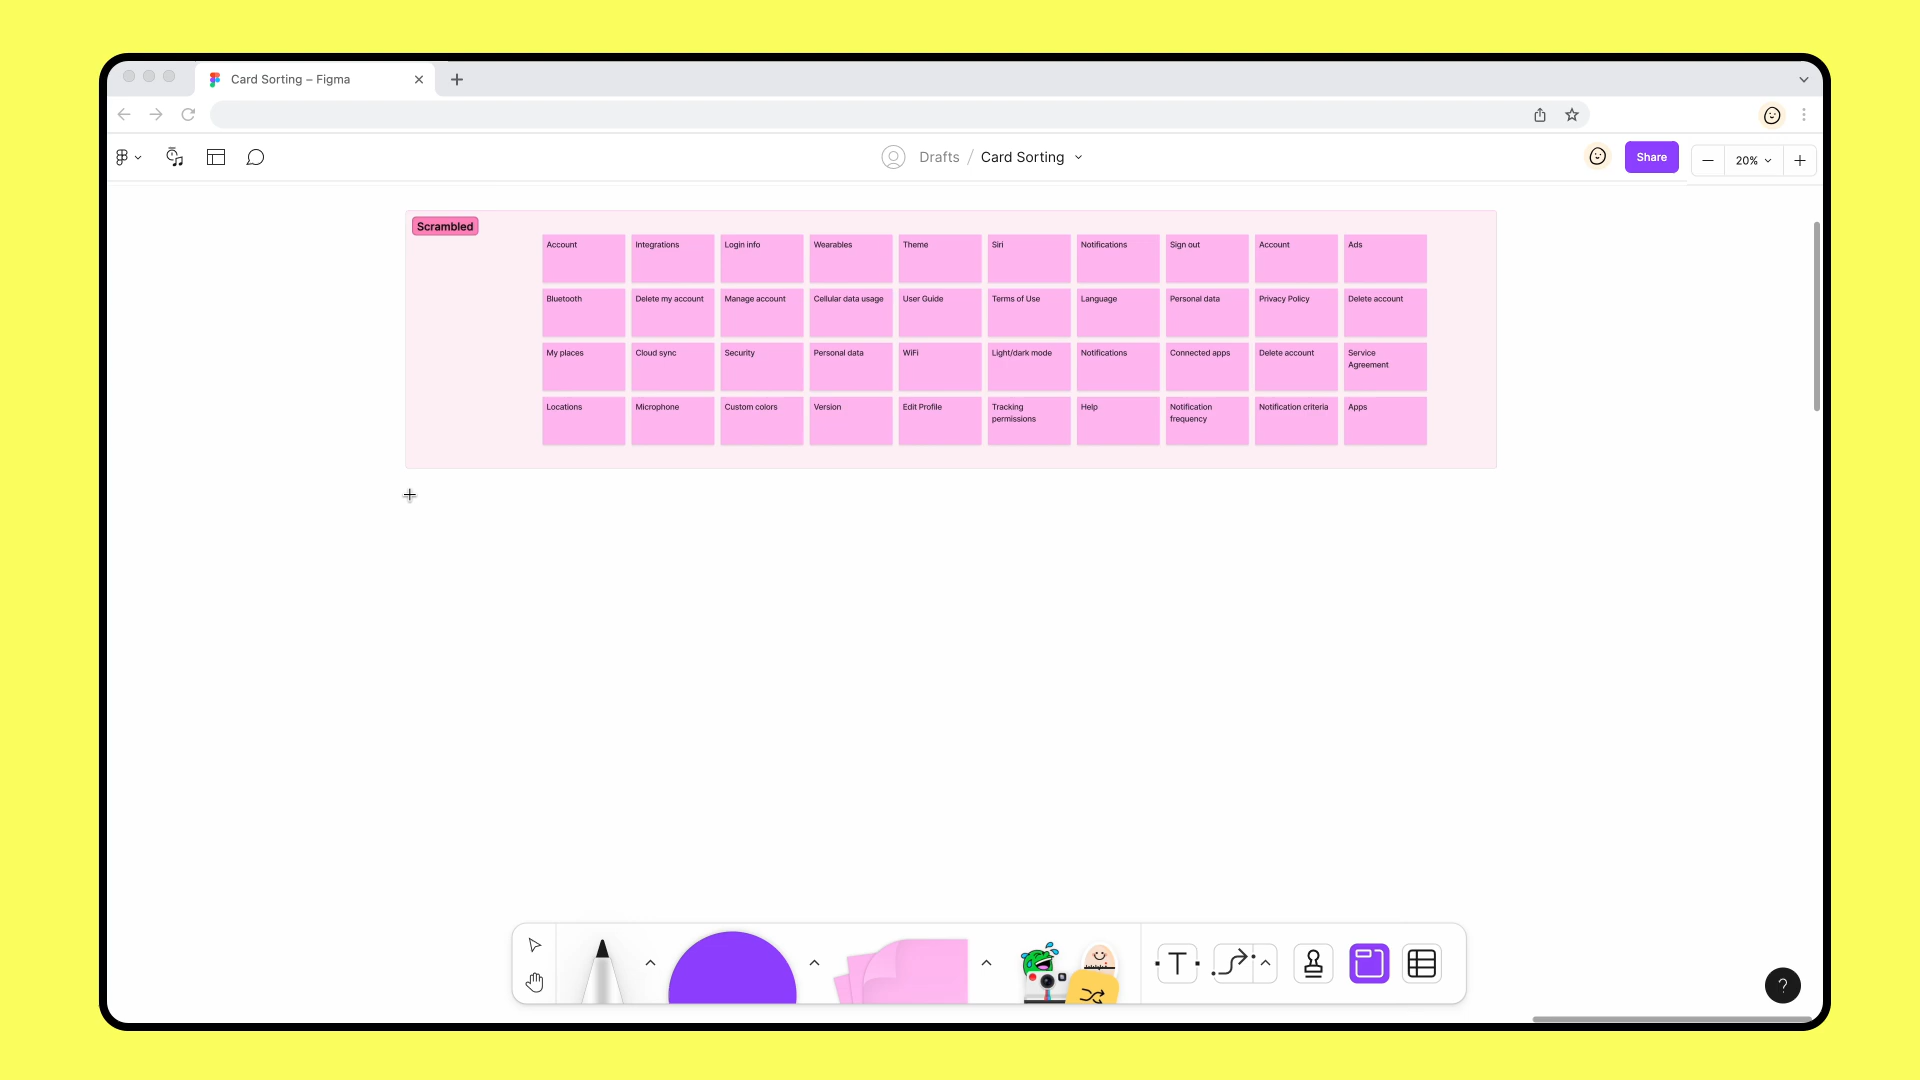 Card Sorting – Figma
Drafts / Card Sorting
Share
20%
Scrambled
Account
Integrations
Login info
Wearables
Theme
Siri
Notifications
Sign out
Account
Ads
Bluetooth
Delete my account
Manage account
Cellular data usage
User Guide
Terms of Use
Language
Personal data
Privacy Policy
Delete account
My places
Cloud sync
Security
Personal data
WiFi
Light/dark mode
Notifications
Connected apps
Delete account
Service
Agreement
Locations
Microphone
Custom colors
Version
Edit Profile
Tracking
permissions
Help
Notification
frequency
Notification criteria
Apps
T
?